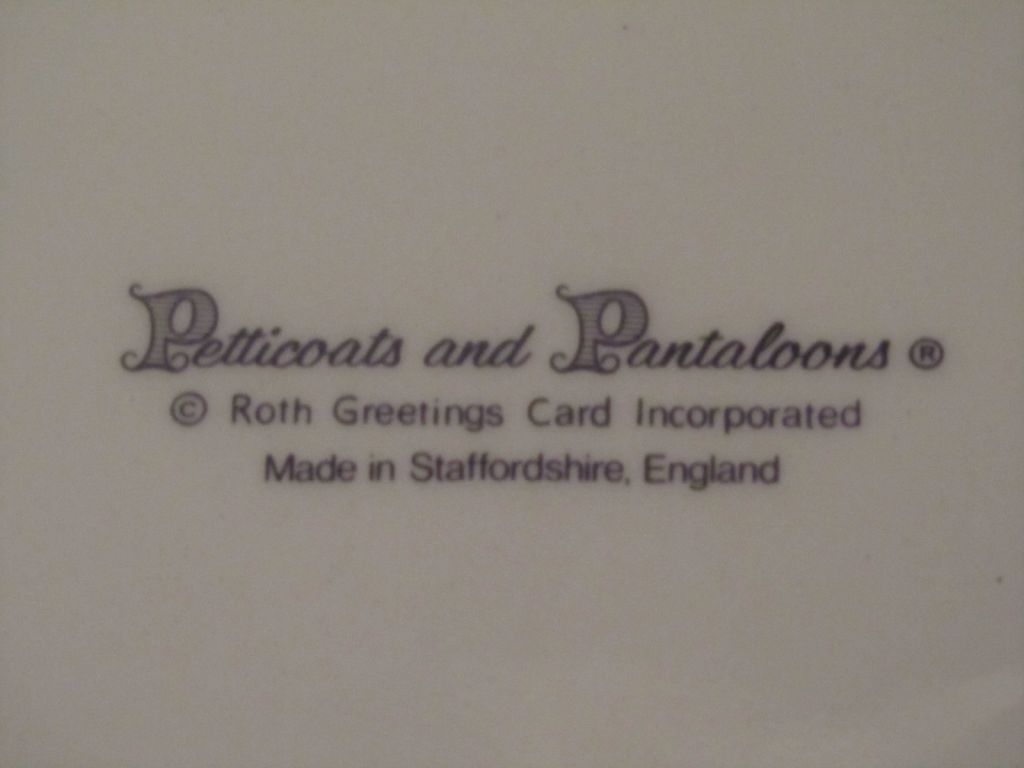 Petticoats and Pantaloons ®
© Roth Greetings Card Incorporated
Made in Staffordshire, England